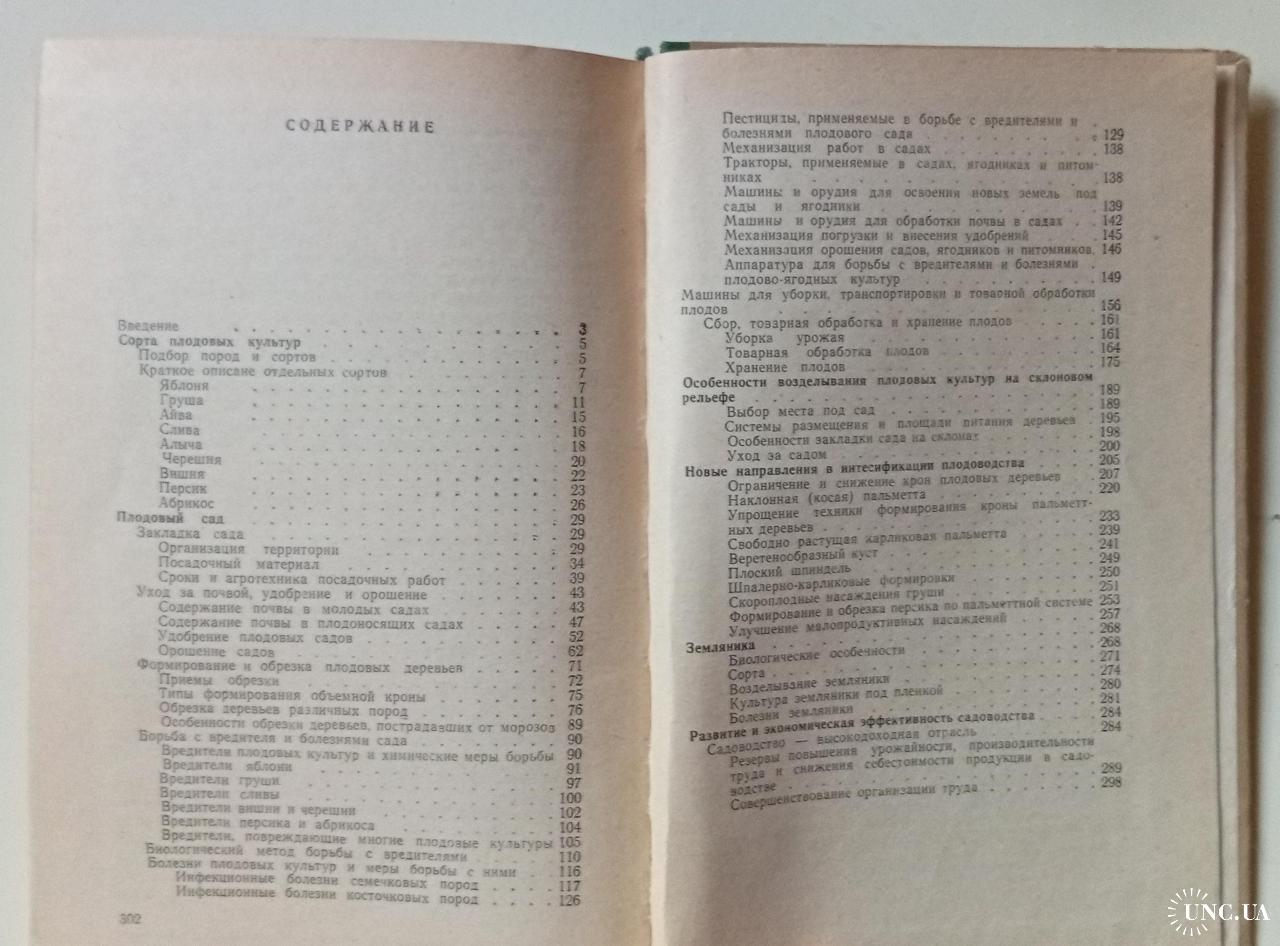 СОДЕРЖАНИЕ
Введение . . . . . . . . . . 3
Сорта плодовых культур . . . . . . . . . . 5
Подбор пород и сортов . . . . . . . . . . 5
Краткое описане отдельных сортов . . . . . . . . 7
Яблоня . . . . . . . . . . 7
Груша . . . . . . . . . . 11
Айва . . . . . . . . . . 15
Слива . . . . . . . . . . 16
Алыча . . . . . . . . . . 18
Черешня . . . . . . . . . . 20
Вишня . . . . . . . . . . 22
Персик . . . . . . . . . . 23
Абрикос . . . . . . . . . . 26
Плодовый сад . . . . . . . . . . 29
Закладка сада . . . . . . . . . . 29
Организация территории . . . . . . . . 29
Посадочный материал . . . . . . . . 34
Сроки и агротехника посадочных работ . . . . . 39
Уход за почвой, удобрение и орошение . . . . . . 43
Содержание почвы в молодых садах . . . . . . 43
Содержание почвы в плодоносящих садах . . . . 47
Удобрение плодовых садов . . . . . . . . 52
Орошение садов . . . . . . . . . . 62
Формирование и обрезка плодовых деревьев . . . . 71
Приемы обрезки . . . . . . . . . . 72
Типы формирования объемной кроны . . . . . 75
Обрезка деревьев различных пород . . . . . . 76
Особенности обрезки деревьев, пострадавших от морозов 89
Борьба с вредителя и болезнями сада . . . . . . 90
Вредители плодовых культур и химические меры борьбы 90
Вредители яблони . . . . . . . . . . 91
Вредители груши . . . . . . . . . . 97
Вредители сливы . . . . . . . . . . 100
Вредители вишни и черешни . . . . . . . 102
Вредители персика и абрикоса . . . . . . . 104
Вредители, повреждающие многие плодовые культуры 105
Биологический метод борьбы с вредителями . . . . 110
Болезни плодовых культур и меры борьбы с ними . 116
Инфекционные болезни семечковых пород . . . . 117
Инфекционные болезни косточковых пород . . . . 126
302
Пестициды, применяемые в борьбе с вредителями и
болезнями плодового сада . . . . . . . . 129
Механизация работ в садах . . . . . . . . 138
Тракторы, применяемые в садах, ягодниках и питом-
никах . . . . . . . . . . 138
Машины и орудия для освоения новых земель под
сады и ягодники . . . . . . . . . . 139
Машины и орудия для обработки почвы в садах . . 142
Механизация погрузки и внесения удобрений . . . 145
Механизация орошения садов, ягодников и питомников. 146
Аппаратура для борьбы с вредителями и болезнями
плодово-ягодных культур . . . . . . . . 149
Машины для уборки, транспортировки и товарной обработки
плодов . . . . . . . . . . 156
Сбор, товарная обработка и хранение плодов . . . . 161
Уборка урожая . . . . . . . . . . 161
Товарная обработка плодов . . . . . . . . 164
Хранение плодов . . . . . . . . . . 175
Особенности возделывания плодовых культур на склоновом
рельефе . . . . . . . . . . 189
Выбор места под сад . . . . . . . . . . 189
Системы размещения и площади питания деревьев . 195
Особенности закладки сада на склонах . . . . . 198
Уход за садом . . . . . . . . . . 200
Новые направления в интесификации плодоводства . . . 205
Ограничение и снижение крон плодовых деревьев . . 207
Наклонная (косая) пальметта . . . . . . . . 220
Упрощение техники формирования кроны пальмет-
ных деревьев . . . . . . . . . . 233
Свободно растущая карликовая пальметта . . . . 239
Веретенообразный куст . . . . . . . . . . 241
Плоский шпиндель . . . . . . . . . . 249
Шпалерно-карликовые формировки . . . . . . 250
Скороплодные насаждения груши . . . . . . 251
Формирование и обрезка персика по пальметтной системе 253
Улучшение малопродуктивных насаждений . . . . 257
Земляника . . . . . . . . . . 268
Биологические особенности . . . . . . . . 268
Сорта . . . . . . . . . . 271
Возделывание земляники . . . . . . . . 274
Культура земляники под пленкой . . . . . . 280
Болезни земляники . . . . . . . . . . 281
Развитие и экономическая эффективность садоводства . . . 284
Садоводство — высокодоходная отрасль . . . . . 284
Резервы повышения урожайности, производительности
труда и снижения себестоимости продукции в садо-
водстве . . . . . . . . . . 289
Совершенствование организации труда . . . . . . 298
UNC.UA